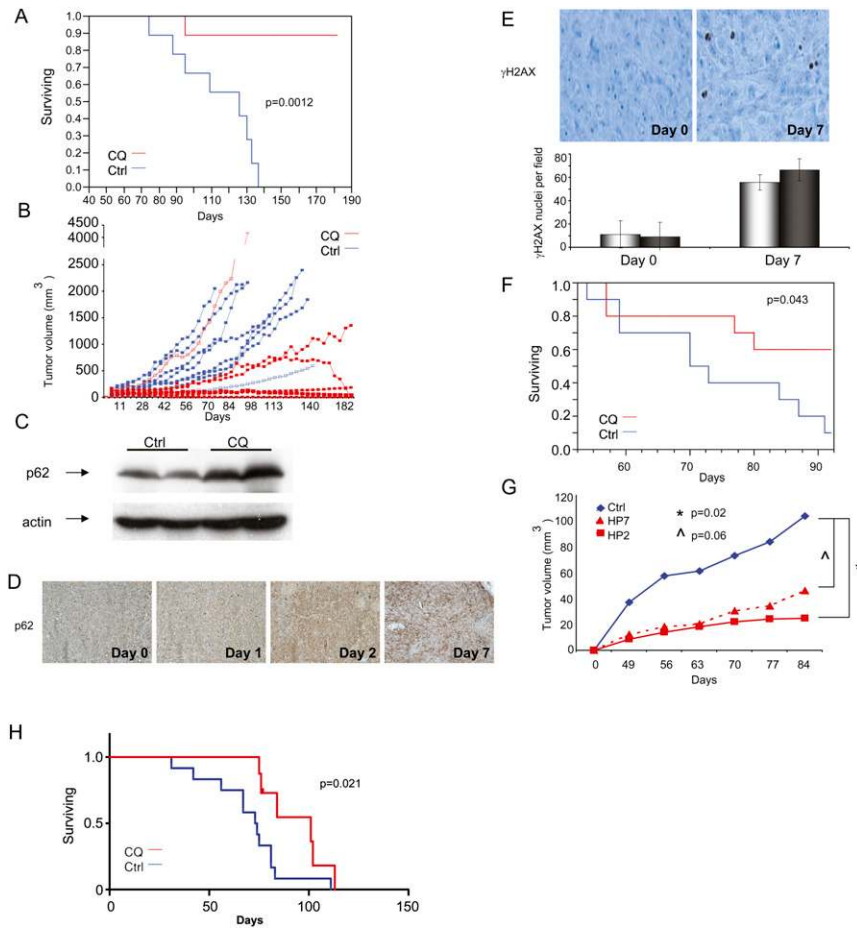 A
Surviving
1.0
0.9
0.8
0.7
0.6
0.5
0.4
0.3
0.2
0.1
0.0
p=0.0012
CQ
Ctrl
40 50 60 70 80 90 110 130 150 170 190
Days
B
Tumor volume (mm3)
4500
4000
2500
2000
1500
1000
500
0
CQ
Ctrl
11 28 42 56 70 84 98 113 140 182
Days
C
Ctrl CQ
p62
actin
D
p62
Day 0 Day 1 Day 2 Day 7
E
γH2AX
Day 0 Day 7
γH2AX nuclei per field
80
60
40
20
0
Day 0 Day 7
F
Surviving
1.0
0.8
0.6
0.4
0.2
0.0
p=0.043
CQ
Ctrl
60 70 80 90
Days
G
Tumor volume (mm3)
120
100
80
60
40
20
0
Ctrl
HP7
HP2
* p=0.02
^ p=0.06
^
*
0 49 56 63 70 77 84
Days
H
Surviving
1.0
0.5
0.0
p=0.021
CQ
Ctrl
0 50 100 150
Days